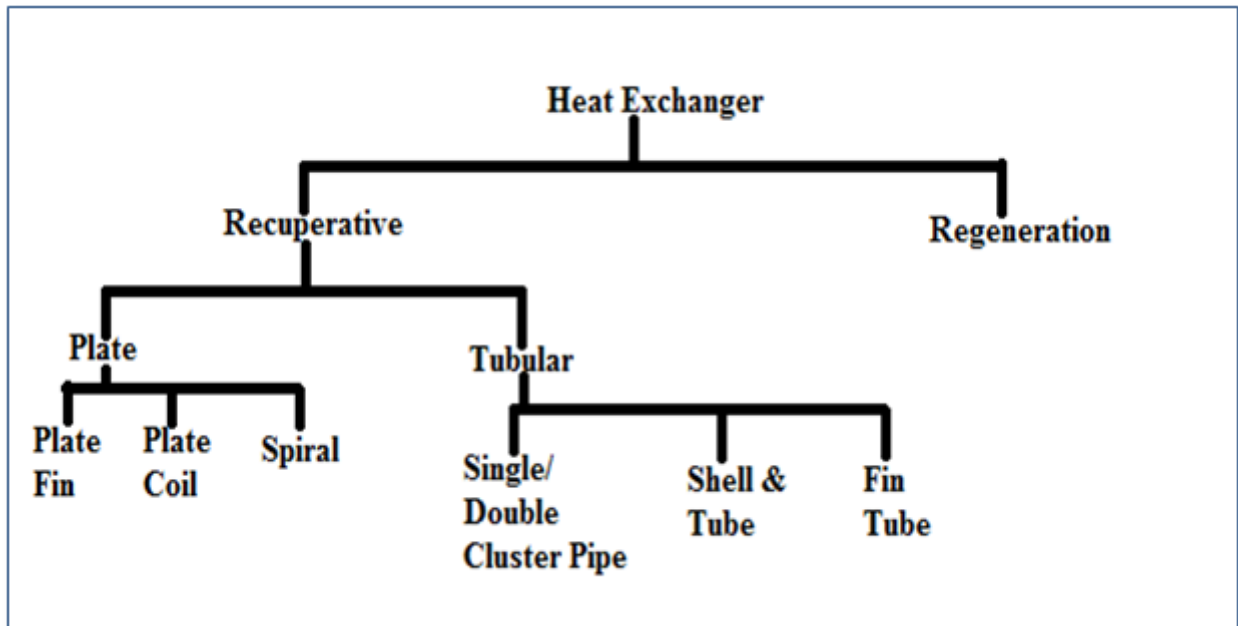 Heat Exchanger
Recuperative
Regeneration
Plate
Tubular
Plate
Fin
Plate
Coil
Spiral
Single/
Double
Cluster Pipe
Shell &
Tube
Fin
Tube